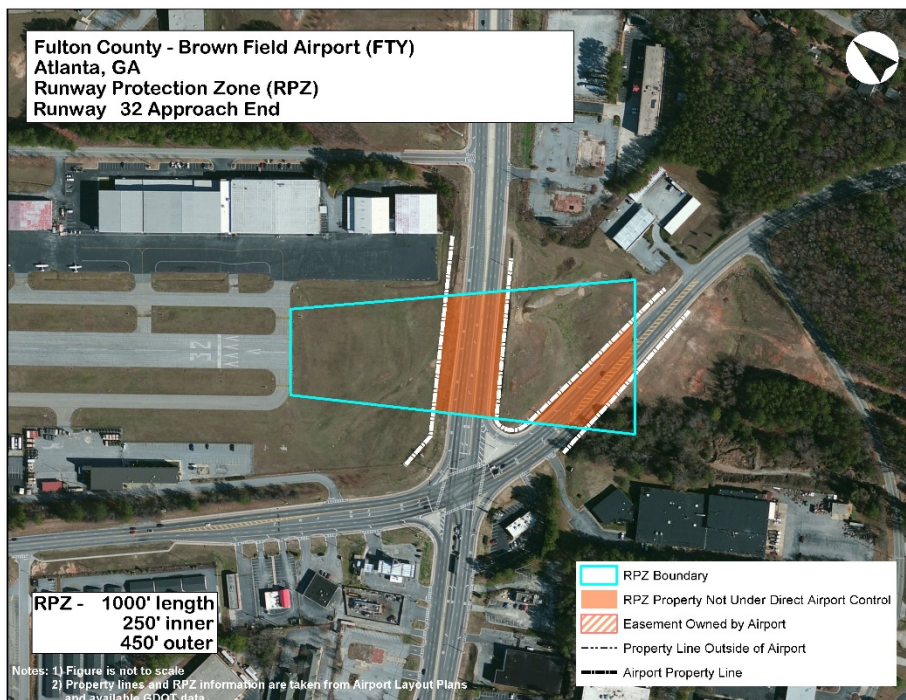 Fulton County - Brown Field Airport (FTY)
Atlanta, GA
Runway Protection Zone (RPZ)
Runway 32 Approach End
32
RPZ - 1000' length
250' inner
450' outer
RPZ Boundary
RPZ Property Not Under Direct Airport Control
Easement Owned by Airport
Property Line Outside of Airport
Airport Property Line
Notes: 1) Figure is not to scale
2) Property lines and RPZ information are taken from Airport Layout Plans
and available GDOT data